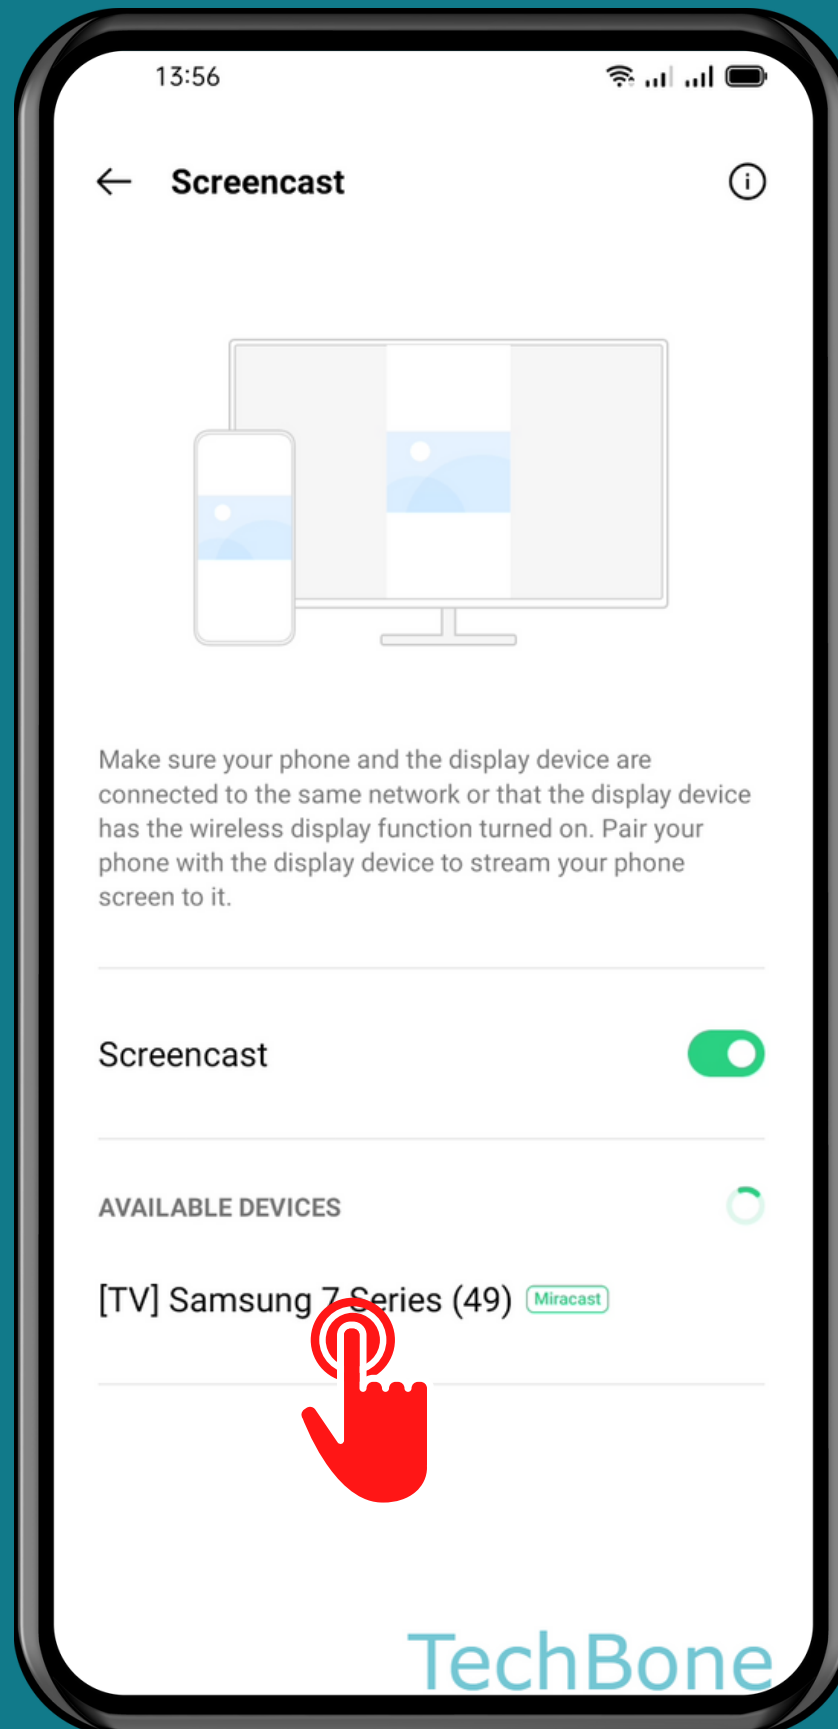 13:56
Screencast
Make sure your phone and the display device are
connected to the same network or that the display device
has the wireless display function turned on. Pair your
phone with the display device to stream your phone
screen to it.
Screencast
AVAILABLE DEVICES
[TV] Samsung 7 Series (49) Miracast
TechBone